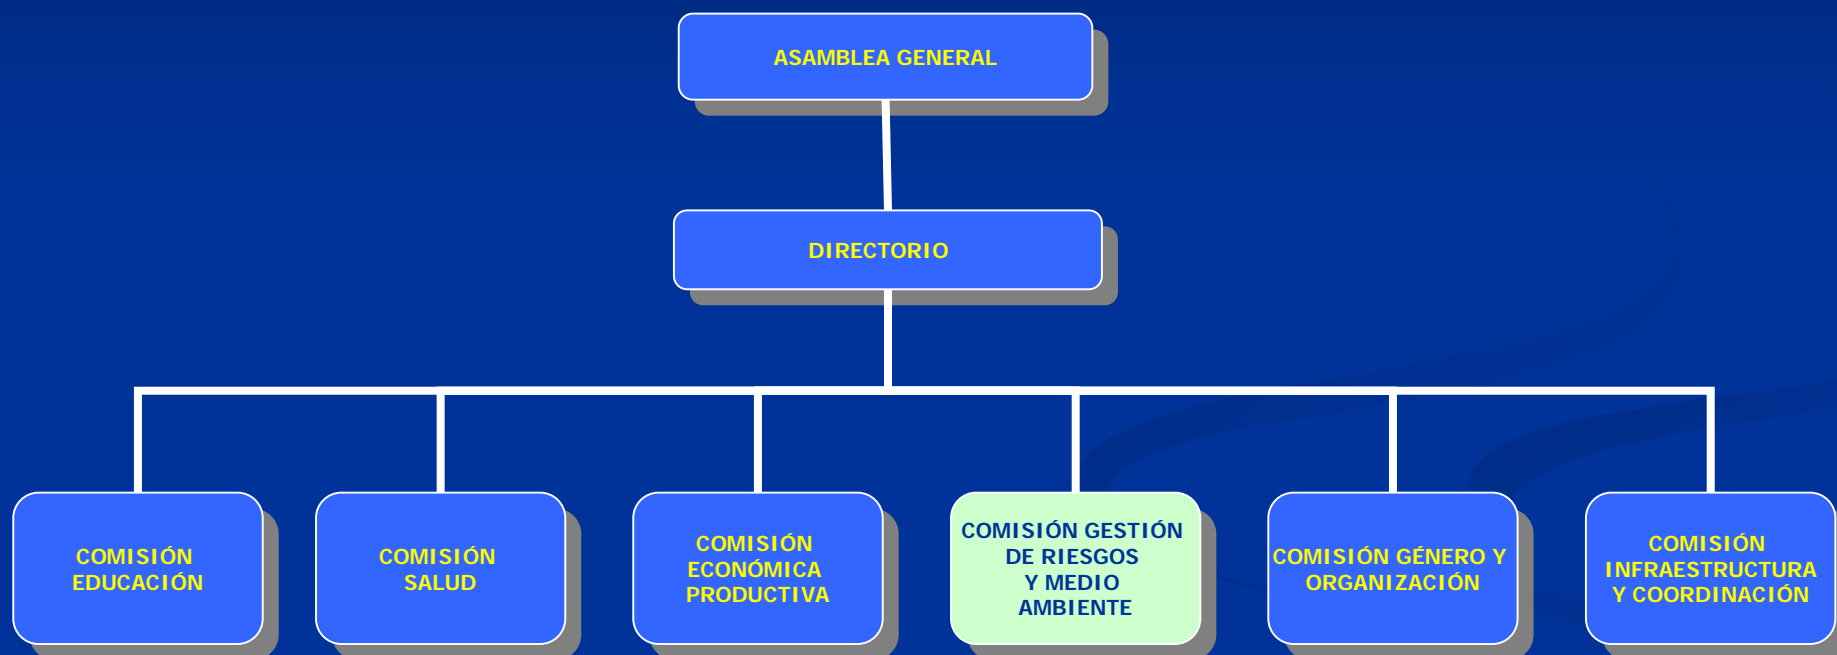 ASAMBLEA GENERAL
DIRECTORIO
COMISIÓN
EDUCACIÓN
COMISIÓN
SALUD
COMISIÓN
ECONÓMICA
PRODUCTIVA
COMISIÓN GESTIÓN
DE RIESGOS
Y MEDIO
AMBIENTE
COMISIÓN GÉNERO Y
ORGANIZACIÓN
COMISIÓN
INFRAESTRUCTURA
Y COORDINACIÓN